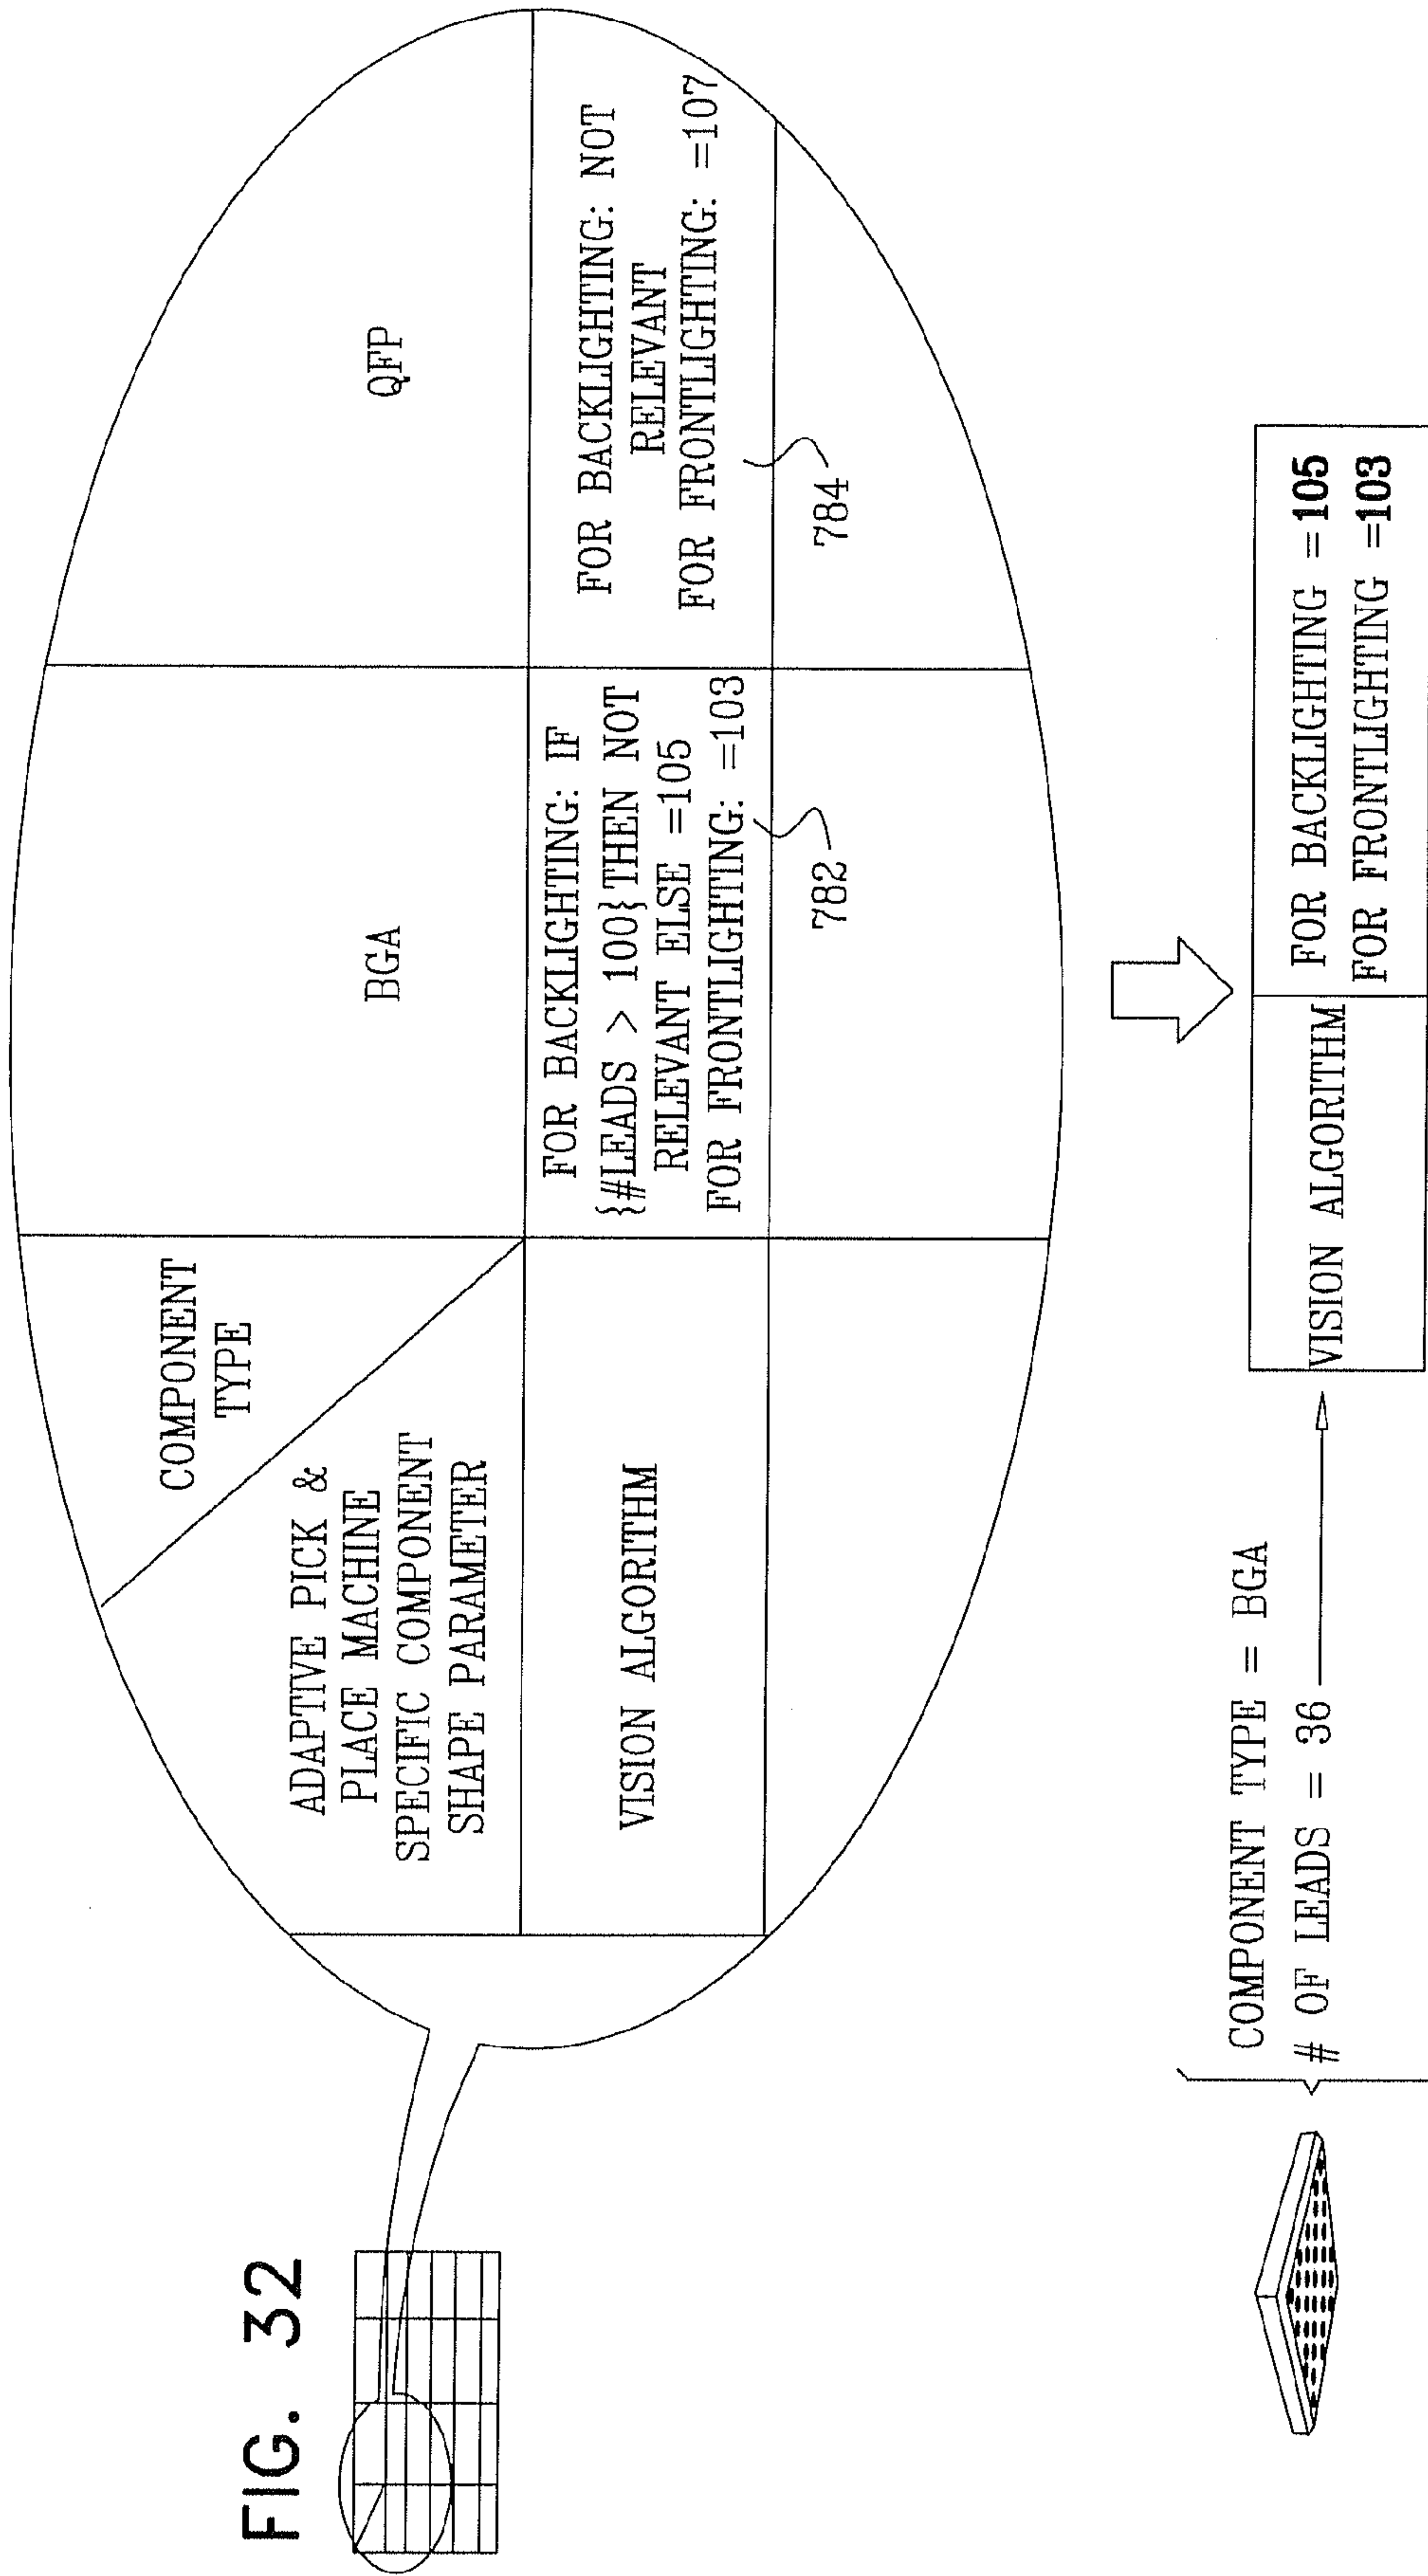 FIG. 32
COMPONENT
TYPE
ADAPTIVE PICK &
PLACE MACHINE
SPECIFIC COMPONENT
SHAPE PARAMETER
BGA
QFP
VISION ALGORITHM
FOR BACKLIGHTING: IF
{#LEADS > 100} THEN NOT
RELEVANT ELSE =105
FOR FRONTLIGHTING: =103
782
FOR BACKLIGHTING: NOT
RELEVANT
FOR FRONTLIGHTING: =107
784
COMPONENT TYPE = BGA
# OF LEADS = 36
VISION ALGORITHM
FOR BACKLIGHTING =105
FOR FRONTLIGHTING =103